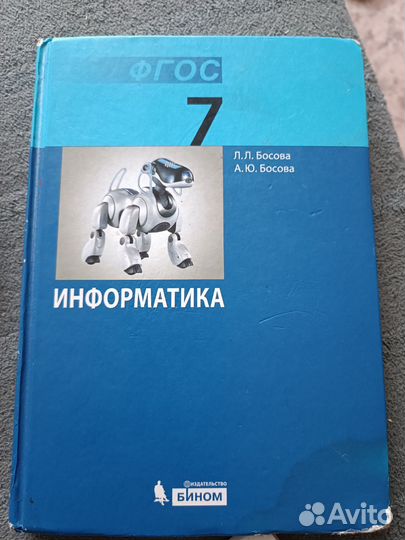 ФГОС
7
Л.Л. Босова
А.Ю. Босова
ИНФОРМАТИКА
ИЗДАТЕЛЬСТВО
БИНОМ
Avito